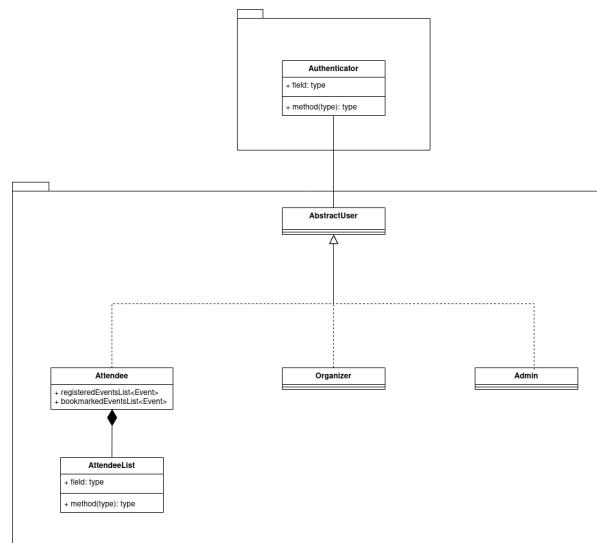 Authenticator
+ field: type
+ method(type): type
AbstractUser
Attendee
+ registeredEventsList<Event>
+ bookmarkedEventsList<Event>
Organizer
Admin
AttendeeList
+ field: type
+ method(type): type